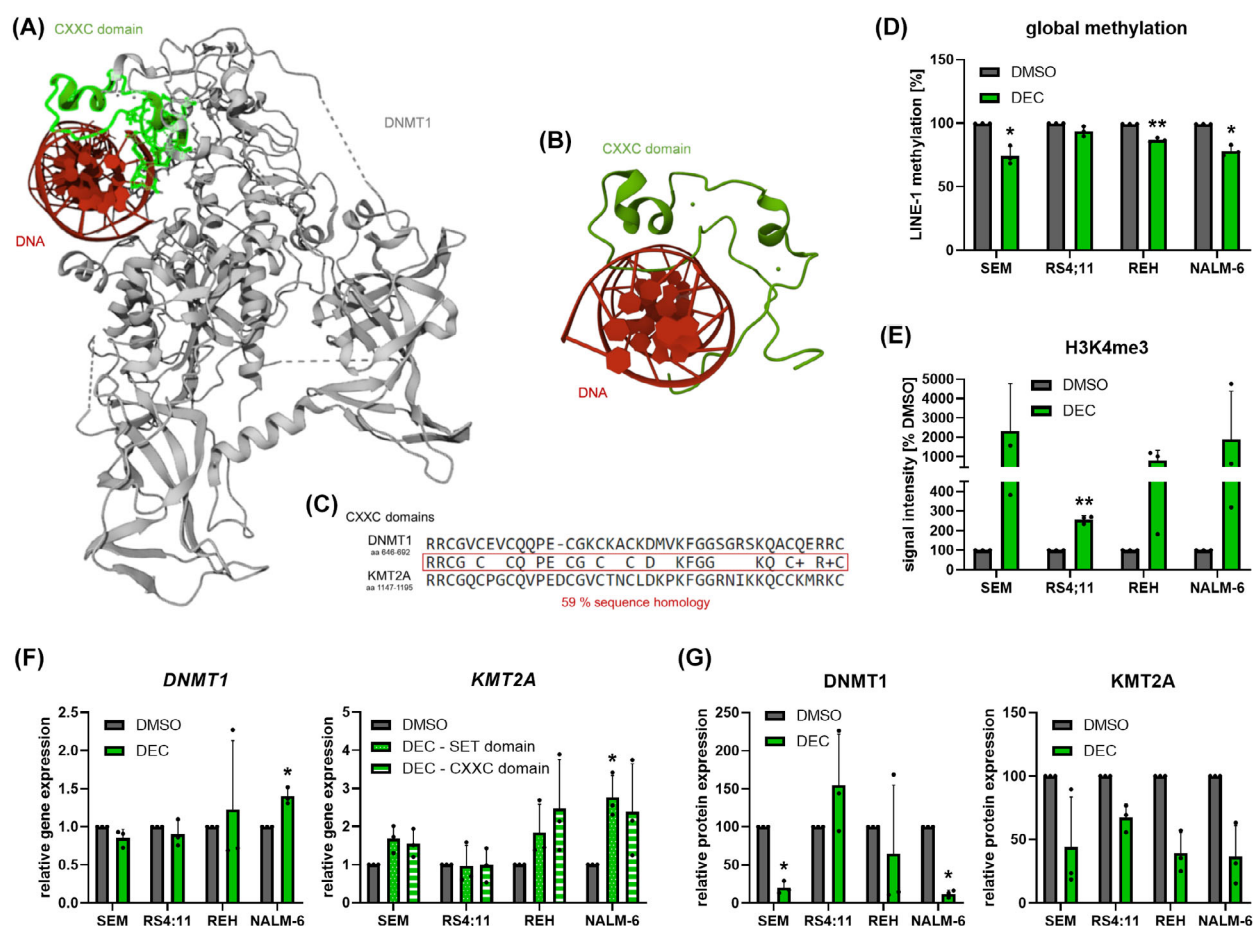 (A)
CXXC domain
DNMT1
DNA
(B)
CXXC domain
DNA
(C)
CXXC domains
DNMT1
aa 646-692
RRCGVCEVCQQPE-CGKCKACKDMVKFGGSGRSKQACQERRC
RRCG C CQ PE CG C C D KFGG KQ C+ R+C
KMT2A
aa 1147-1195
RRCGQCPGCQVPEDCGVCTNCLDKPKFGGRNIKKQCCKMRKC
59 % sequence homology
(D)
global methylation
DMSO
DEC
LINE-1 methylation [%]
150
100
50
0
*
**
*
SEM
RS4;11
REH
NALM-6
(E)
H3K4me3
DMSO
DEC
signal intensity [% DMSO]
5000
4000
3000
2000
1000
400
300
200
100
0
**
SEM
RS4;11
REH
NALM-6
(F)
DNMT1
DMSO
DEC
relative gene expression
2.5
2.0
1.5
1.0
0.5
0.0
*
SEM
RS4;11
REH
NALM-6
KMT2A
DMSO
DEC - SET domain
DEC - CXXC domain
relative gene expression
5
4
3
2
1
0
*
SEM
RS4;11
REH
NALM-6
(G)
DNMT1
DMSO
DEC
relative protein expression
250
200
150
100
50
0
*
*
SEM
RS4;11
REH
NALM-6
KMT2A
relative protein expression
150
100
50
0
SEM
RS4;11
REH
NALM-6